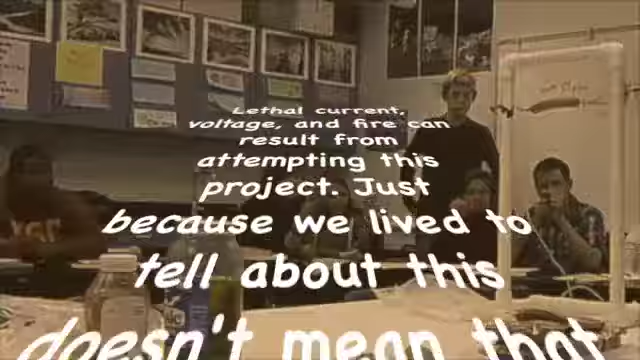 Lethal current,
voltage, and fire can
result from
attempting this
project. Just
because we lived to
tell about this
doesn't mean that